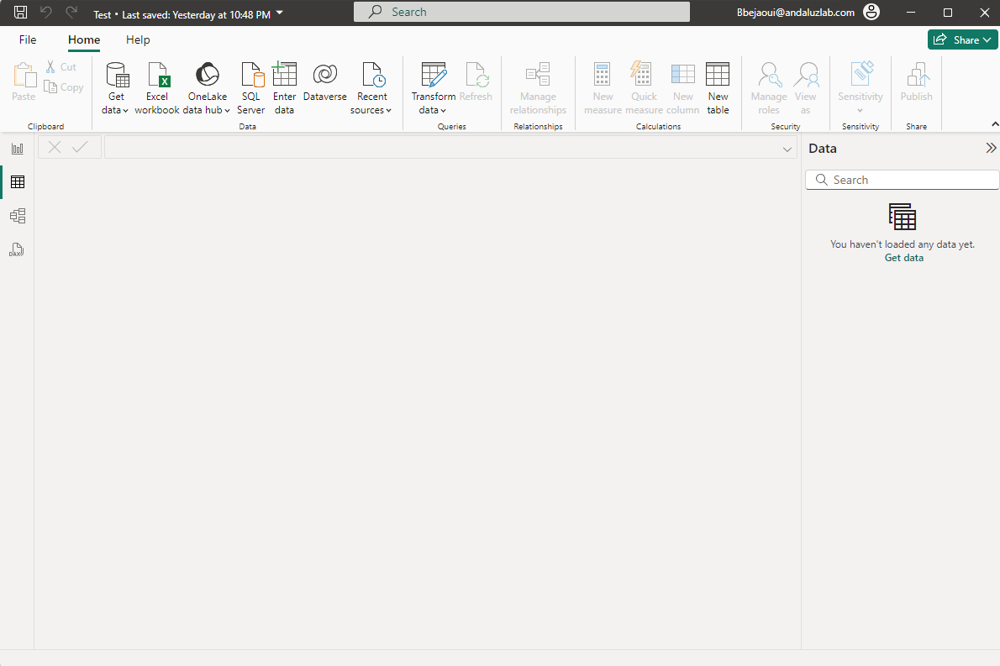 Test • Last saved: Yesterday at 10:48 PM
Search
Bbejaoui@andaluzlab.com
File
Home
Help
Share
Paste
Cut
Copy
Clipboard
Get
data
Excel
workbook
OneLake
data hub
SQL
Server
Enter
data
Dataverse
Recent
sources
Data
Transform
data
Refresh
Queries
Manage
relationships
Relationships
New
measure
Quick
measure
New
column
New
table
Calculations
Manage
roles
View
as
Security
Sensitivity
Sensitivity
Publish
Share
Data
Search
You haven't loaded any data yet.
Get data
X
DAX